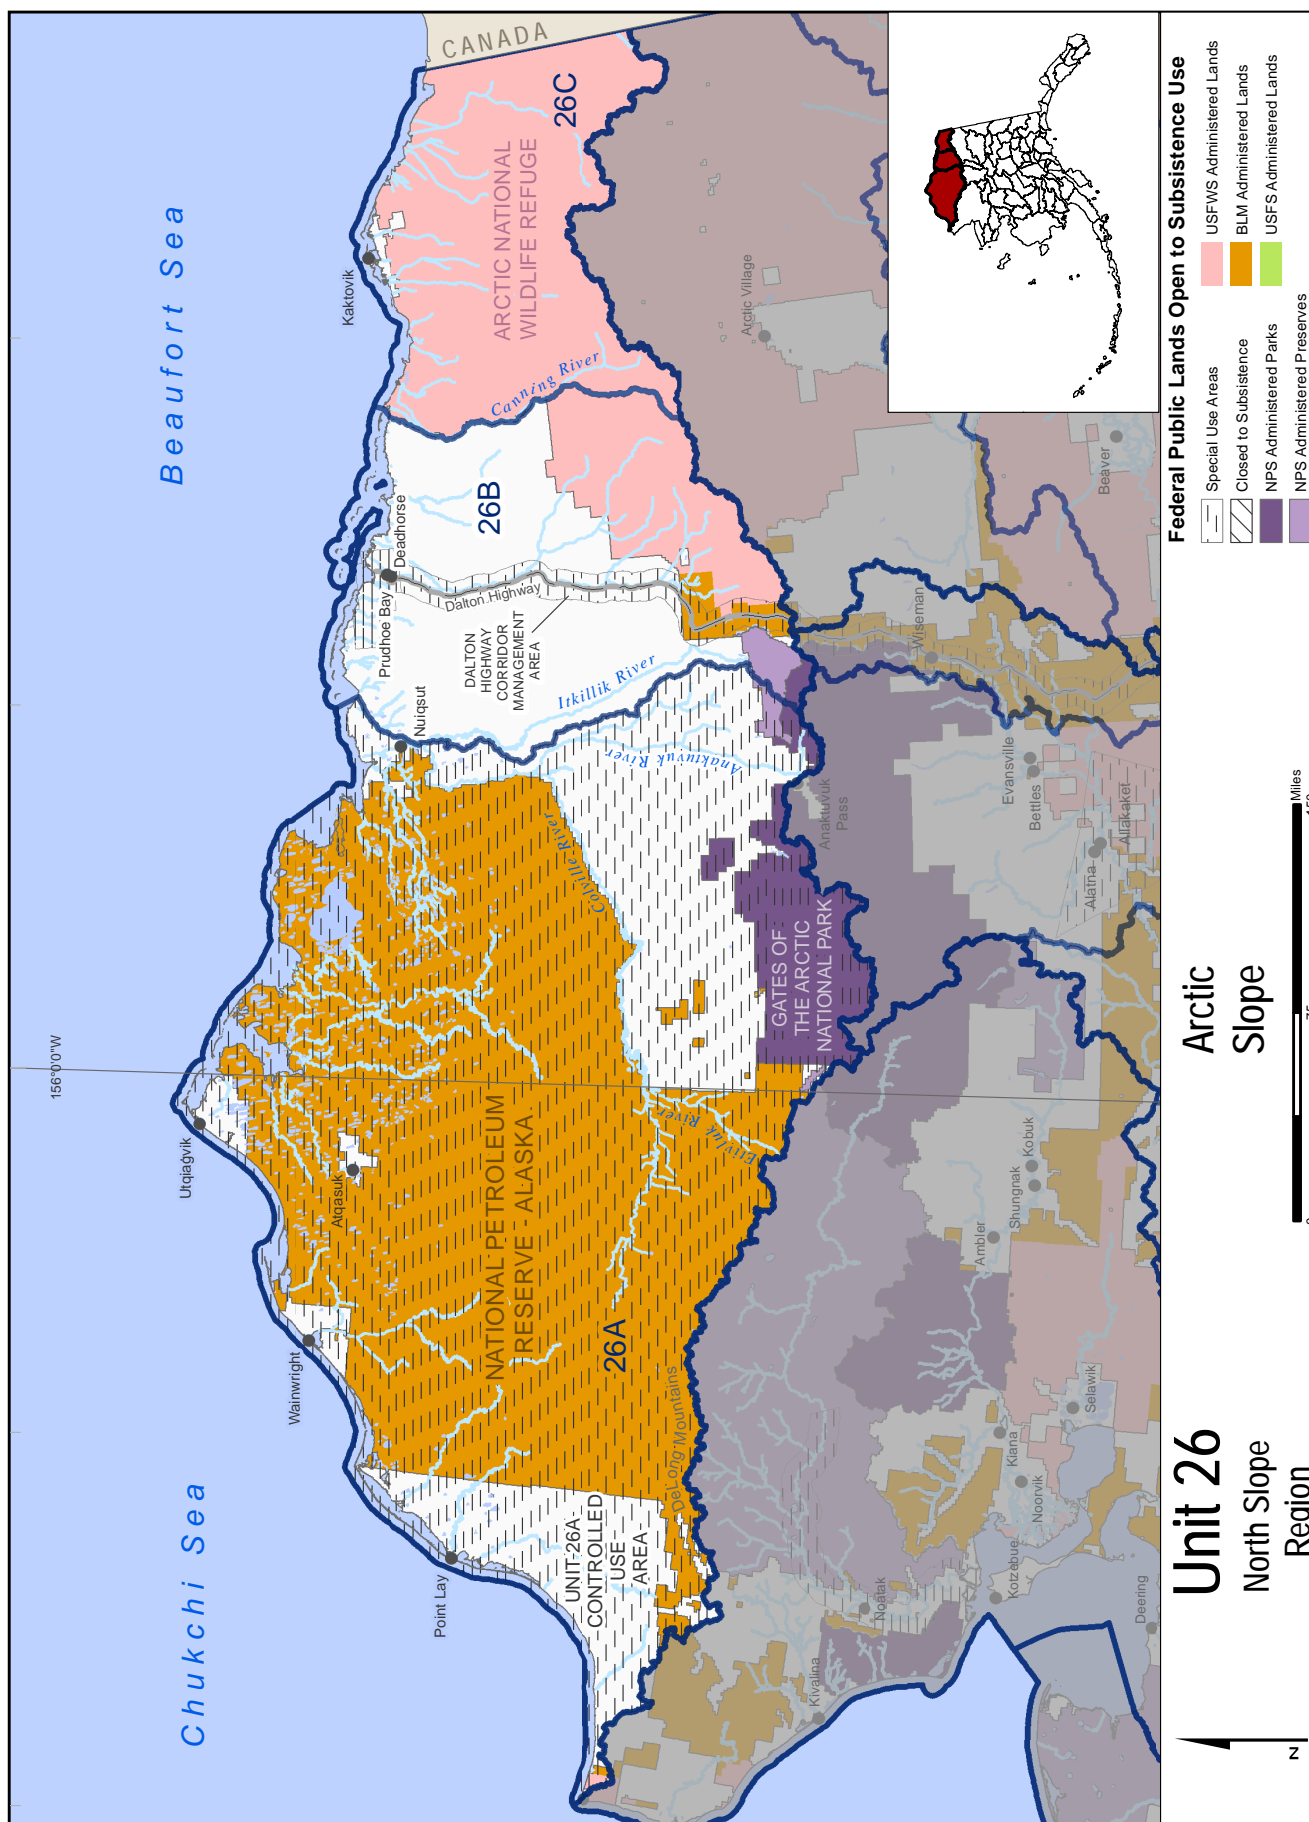 Chukchi Sea
Beaufort Sea
156°0'0"W
CANADA
Utqiagvik
Wainwright
Atqasuk
Point Lay
Nuiqsut
Prudhoe Bay
Deadhorse
Kaktovik
NATIONAL PETROLEUM
RESERVE - ALASKA
26A
26B
26C
ARCTIC NATIONAL
WILDLIFE REFUGE
Canning River
Dalton Highway
DALTON
HIGHWAY
CORRIDOR
MANAGEMENT
AREA
Itkillik River
Anaktuvuk River
Colville River
Etivluk River
DeLong Mountains
UNIT 26A
CONTROLLED
USE
AREA
GATES OF
THE ARCTIC
NATIONAL PARK
Anaktuvuk
Pass
Arctic Village
Wiseman
Beaver
Evansville
Bettles
Allakaket
Alatna
Kobuk
Shungnak
Ambler
Selawik
Kiana
Noorvik
Kotzebue
Noatak
Kivalina
Deering
Unit 26
North Slope
Region
Arctic
Slope
N
Miles
Federal Public Lands Open to Subsistence Use
Special Use Areas
Closed to Subsistence
NPS Administered Parks
NPS Administered Preserves
USFWS Administered Lands
BLM Administered Lands
USFS Administered Lands